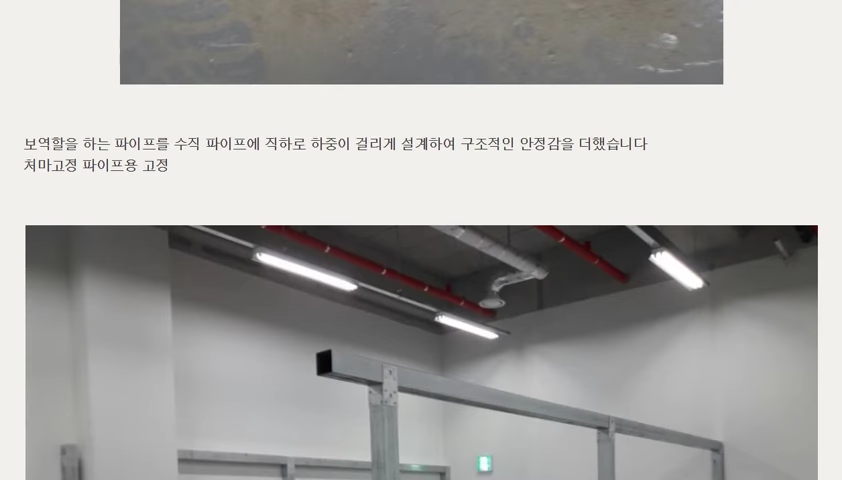 보역할을 하는 파이프를 수직 파이프에 직하로 하중이 걸리게 설계하여 구조적인 안정감을 더했습니다
처마고정 파이프용 고정